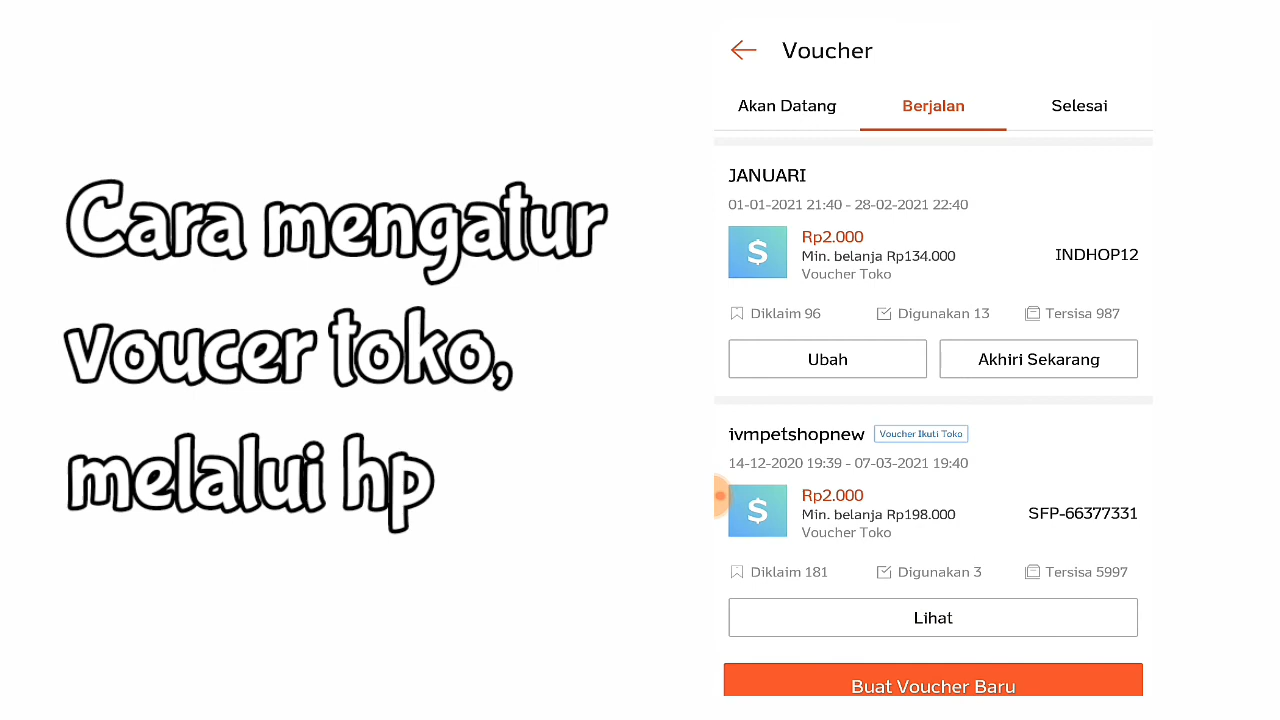 Cara mengatur
voucer toko,
melalui hp
Voucher
Akan Datang Berjalan Selesai
JANUARI
01-01-2021 21:40 - 28-02-2021 22:40
$
Rp2.000
Min. belanja Rp134.000
Voucher Toko
INDHOP12
Diklaim 96 Digunakan 13 Tersisa 987
Ubah Akhiri Sekarang
ivmpetshopnew Voucher Ikuti Toko
14-12-2020 19:39 - 07-03-2021 19:40
$
Rp2.000
Min. belanja Rp198.000
Voucher Toko
SFP-66377331
Diklaim 181 Digunakan 3 Tersisa 5997
Lihat
Buat Voucher Baru